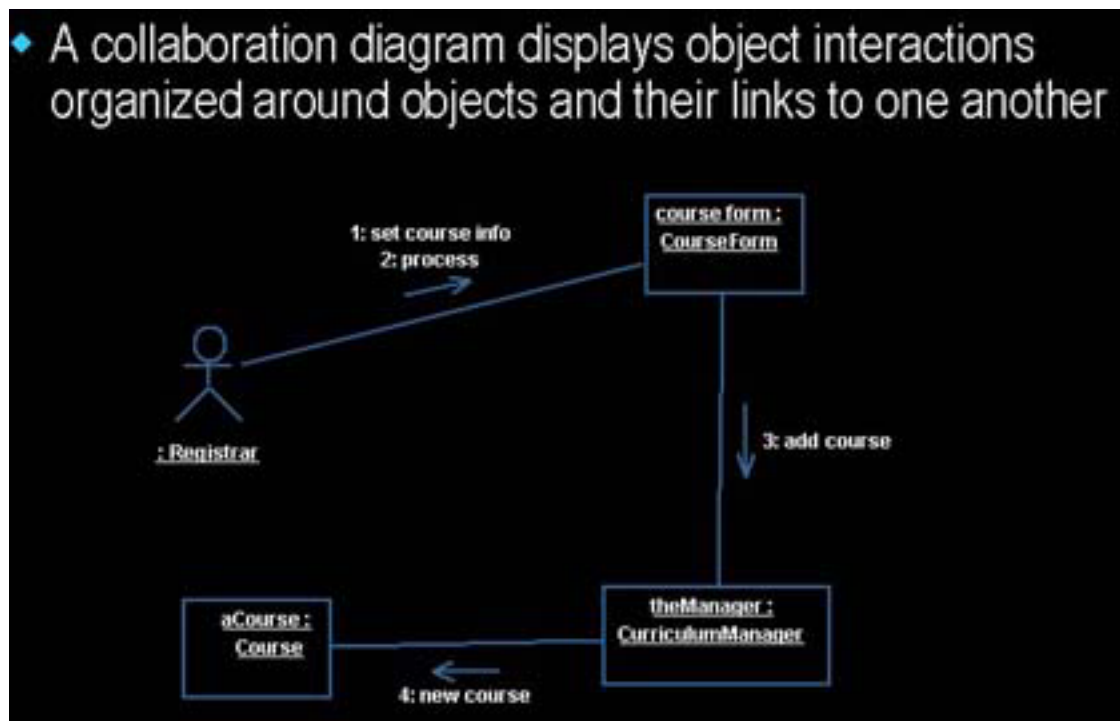 A collaboration diagram displays object interactions
organized around objects and their links to one another
1: set course info
2: process
course form :
CourseForm
: Registrar
3: add course
theManager :
CurriculumManager
aCourse :
Course
4: new course